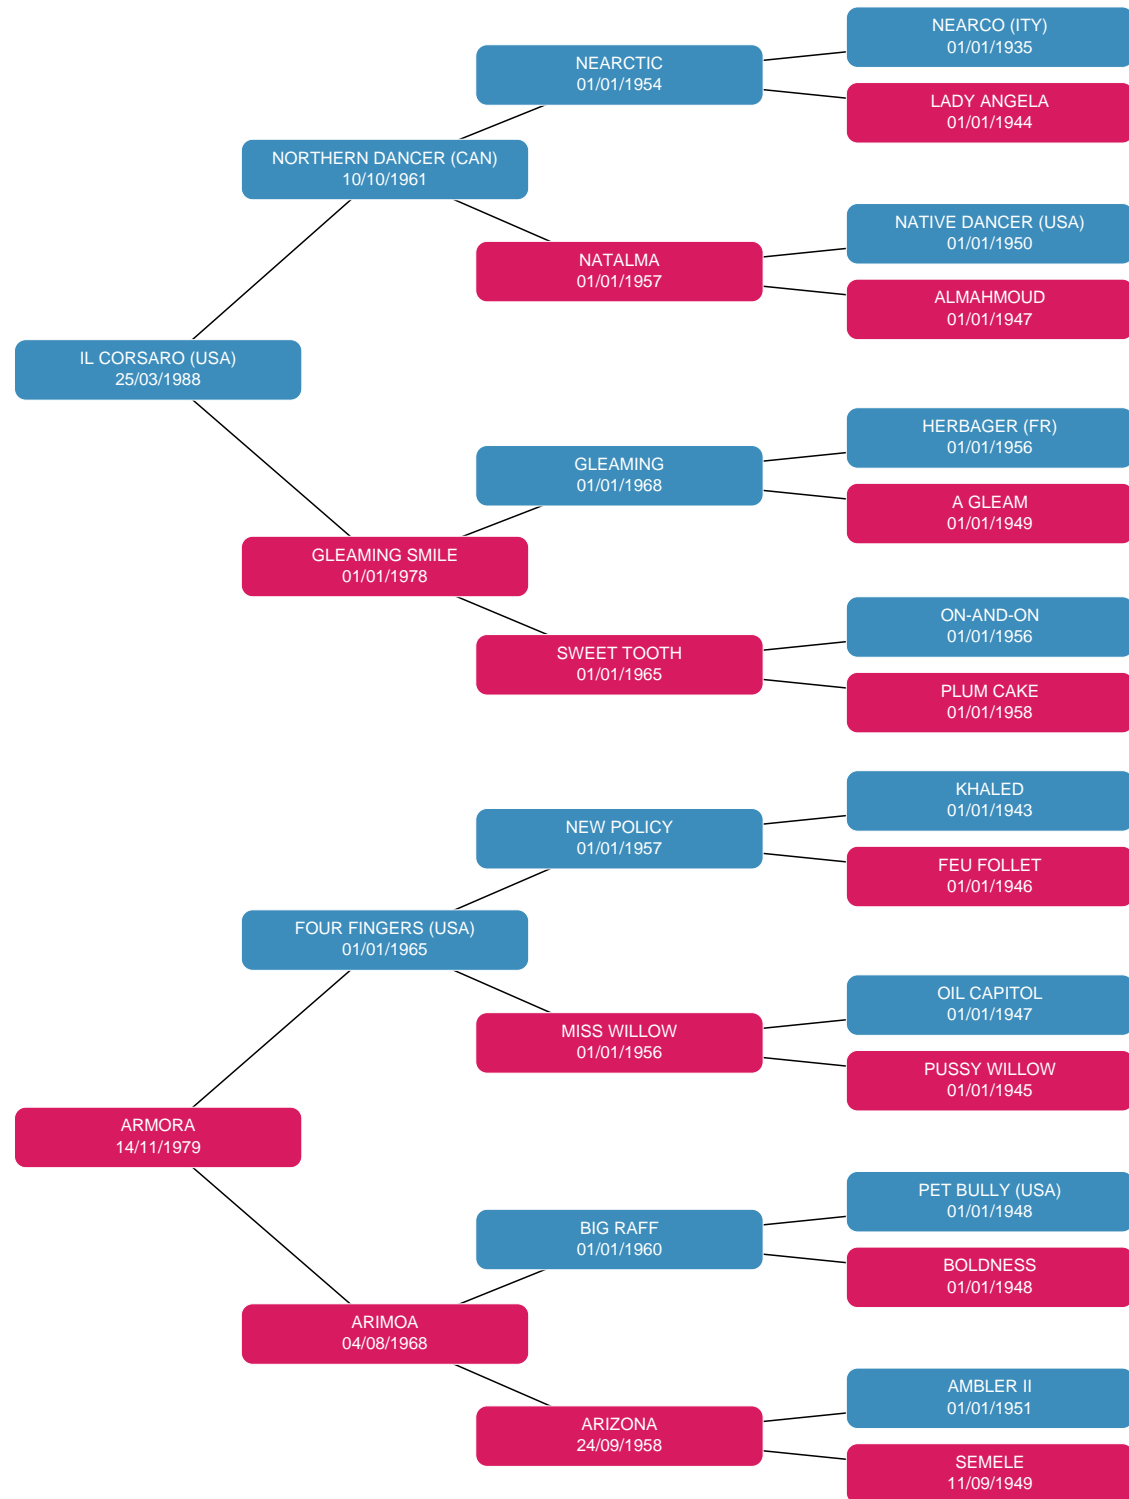 NEARCO (ITY)
01/01/1935
NEARCTIC
01/01/1954
LADY ANGELA
01/01/1944
NORTHERN DANCER (CAN)
10/10/1961
NATIVE DANCER (USA)
01/01/1950
NATALMA
01/01/1957
ALMAHMOUD
01/01/1947
IL CORSARO (USA)
25/03/1988
HERBAGER (FR)
01/01/1956
GLEAMING
01/01/1968
A GLEAM
01/01/1949
GLEAMING SMILE
01/01/1978
ON-AND-ON
01/01/1956
SWEET TOOTH
01/01/1965
PLUM CAKE
01/01/1958
KHALED
01/01/1943
NEW POLICY
01/01/1957
FEU FOLLET
01/01/1946
FOUR FINGERS (USA)
01/01/1965
OIL CAPITOL
01/01/1947
MISS WILLOW
01/01/1956
PUSSY WILLOW
01/01/1945
ARMORA
14/11/1979
PET BULLY (USA)
01/01/1948
BIG RAFF
01/01/1960
BOLDNESS
01/01/1948
ARIMOA
04/08/1968
AMBLER II
01/01/1951
ARIZONA
24/09/1958
SEMELE
11/09/1949